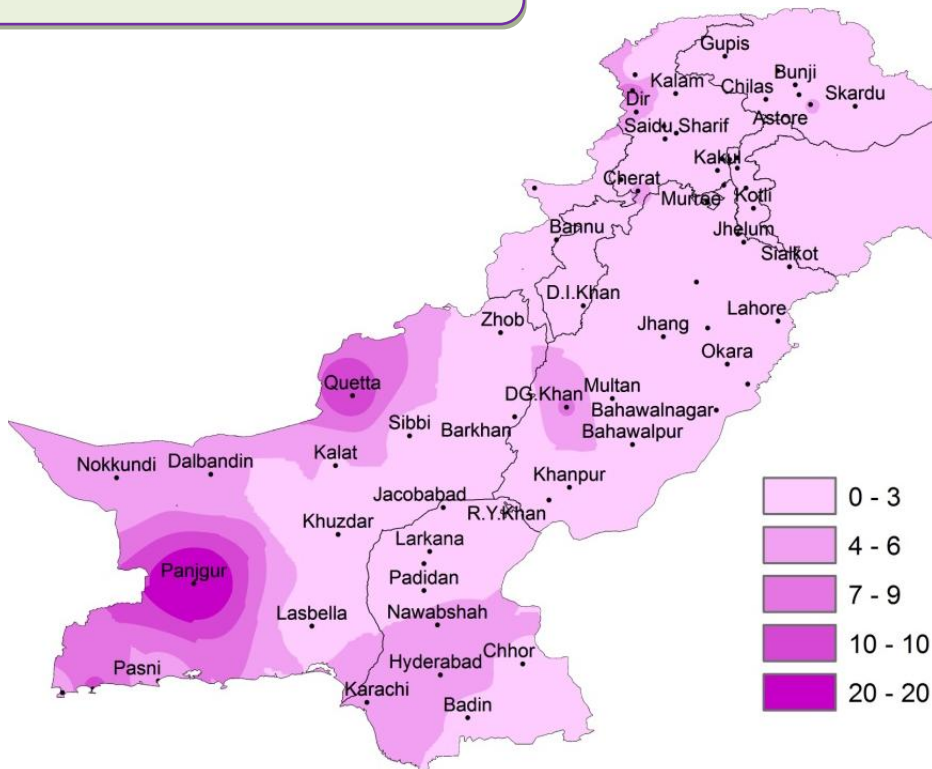 Gupis
Bunji
Kalam
Chilas
Skardu
Dir
Astore
Saidu Sharif
Kakul
Cherat
Murree
Kotli
Bannu
Jhelum
Sialkot
D.I.Khan
Zhob
Lahore
Jhang
Okara
Quetta
DG.Khan
Multan
Bahawalnagar
Sibbi
Barkhan
Bahawalpur
Kalat
Nokkundi
Dalbandin
Khanpur
Jacobabad
R.Y.Khan
Khuzdar
Larkana
Panjgur
Padidan
Lasbella
Nawabshah
Chhor
Pasni
Hyderabad
Karachi
Badin
0 - 3
4 - 6
7 - 9
10 - 10
20 - 20